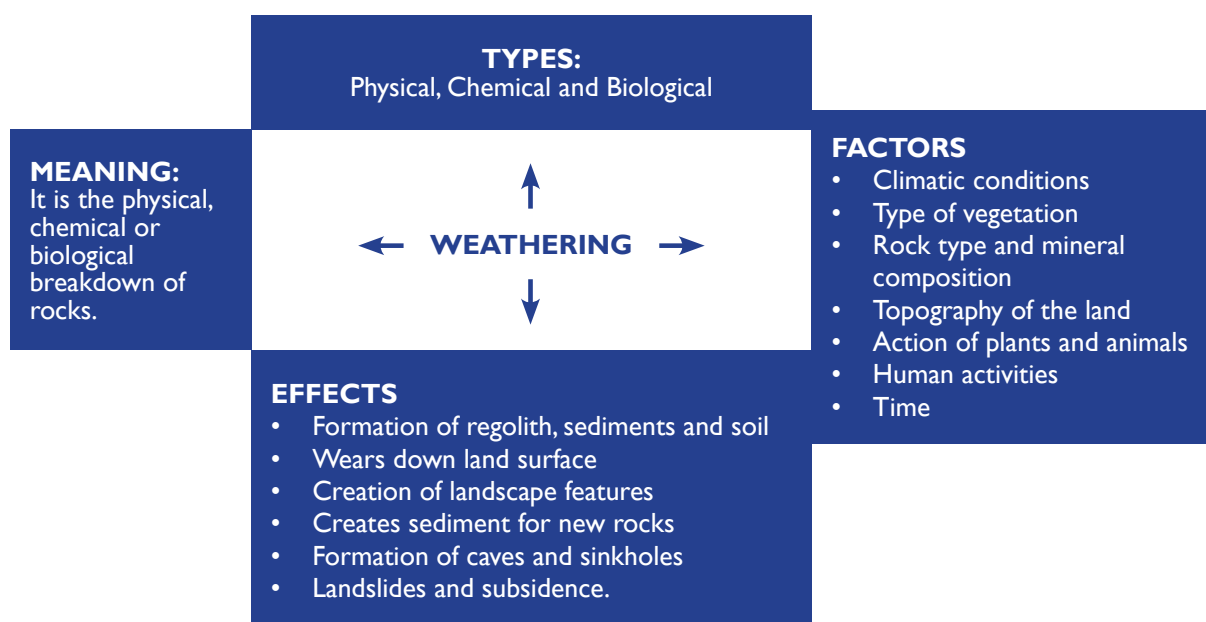 TYPES:
Physical, Chemical and Biological
MEANING:
It is the physical,
chemical or
biological
breakdown of
rocks.
WEATHERING
FACTORS
• Climatic conditions
• Type of vegetation
• Rock type and mineral
composition
• Topography of the land
• Action of plants and animals
• Human activities
• Time
EFFECTS
• Formation of regolith, sediments and soil
• Wears down land surface
• Creation of landscape features
• Creates sediment for new rocks
• Formation of caves and sinkholes
• Landslides and subsidence.